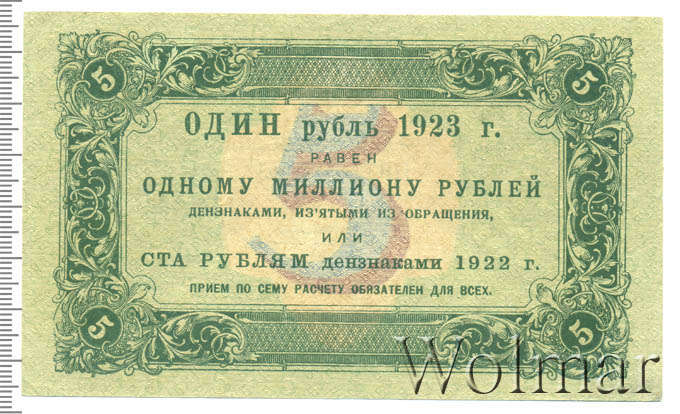 5 5
5
ОДИН рубль 1923 г.
РАВЕН
ОДНОМУ МИЛЛИОНУ РУБЛЕЙ
ДЕНЗНАКАМИ, ИЗ'ЯТЫМИ ИЗ ОБРАЩЕНИЯ,
ИЛИ
СТА РУБЛЯМ дензнаками 1922 г.
ПРИЕМ ПО СЕМУ РАСЧЕТУ ОБЯЗАТЕЛЕН ДЛЯ ВСЕХ.
5 5
Wolmar